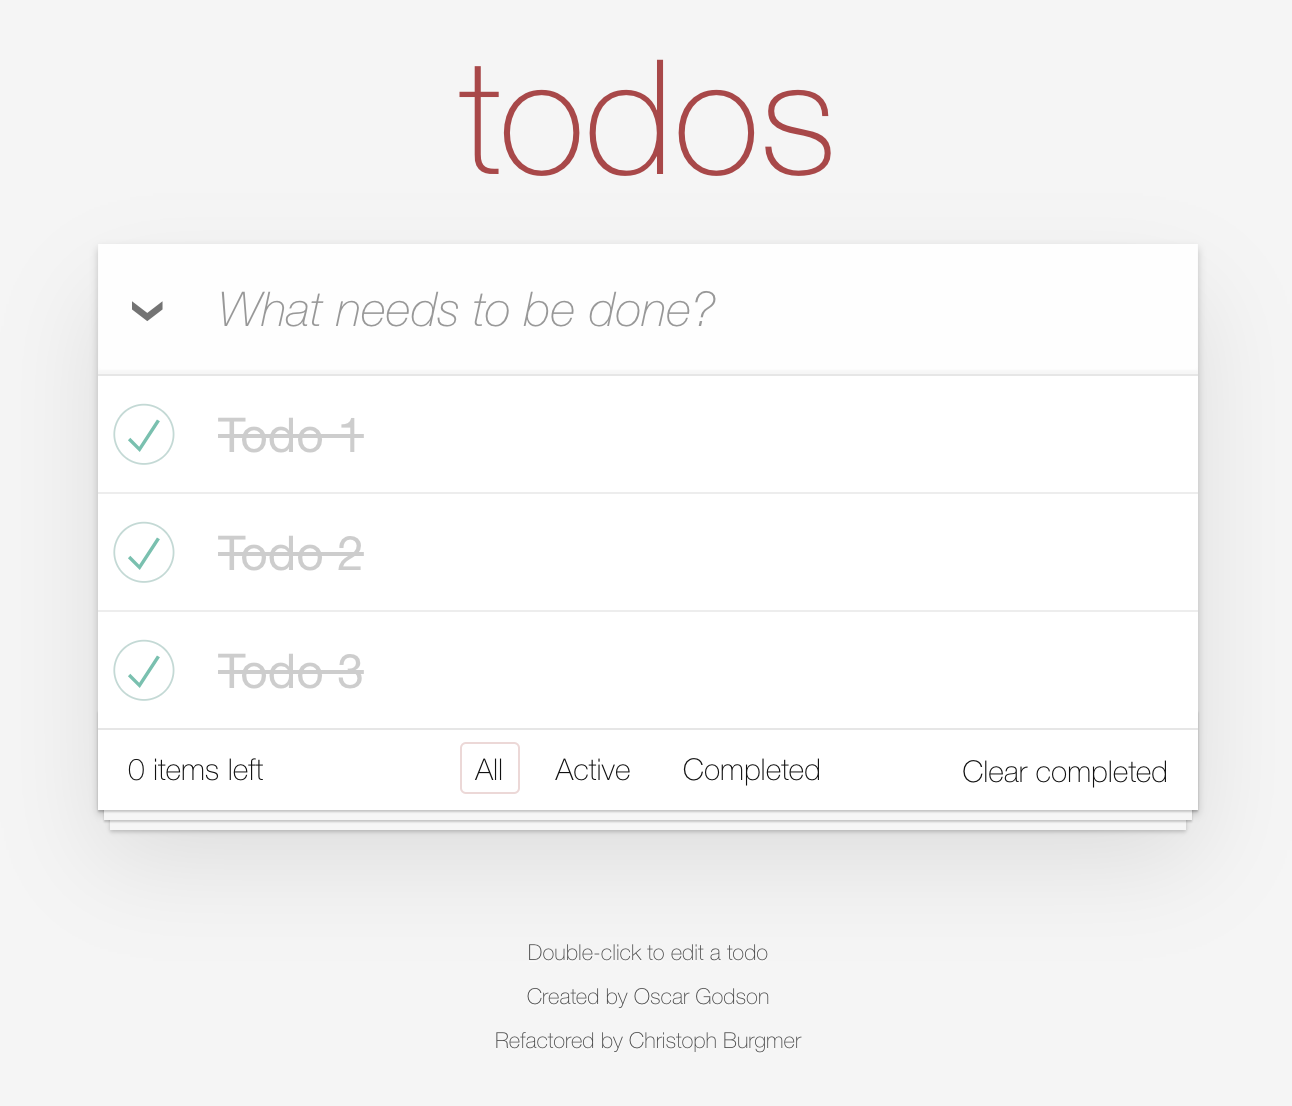 todos
What needs to be done?
Todo 1
Todo 2
Todo 3
0 items left All Active Completed Clear completed
Double-click to edit a todo
Created by Oscar Godson
Refactored by Christoph Burgmer